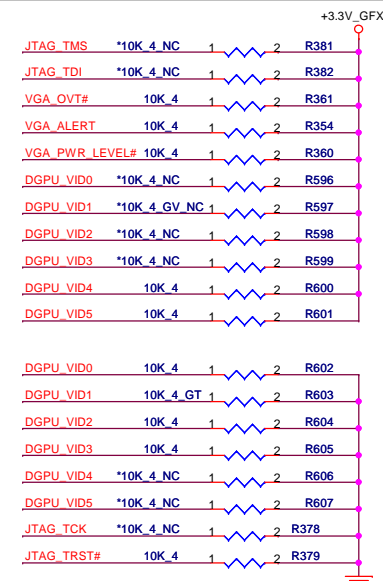 +3.3V_GFX
JTAG_TMS *10K_4_NC 1 2 R381
JTAG_TDI *10K_4_NC 1 2 R382
VGA_OVT# 10K_4 1 2 R361
VGA_ALERT 10K_4 1 2 R354
VGA_PWR_LEVEL# 10K_4 1 2 R360
DGPU_VID0 *10K_4_NC 1 2 R596
DGPU_VID1 *10K_4_GV_NC 1 2 R597
DGPU_VID2 *10K_4_NC 1 2 R598
DGPU_VID3 *10K_4_NC 1 2 R599
DGPU_VID4 10K_4 1 2 R600
DGPU_VID5 10K_4 1 2 R601
DGPU_VID0 10K_4 1 2 R602
DGPU_VID1 10K_4_GT 1 2 R603
DGPU_VID2 10K_4 1 2 R604
DGPU_VID3 10K_4 1 2 R605
DGPU_VID4 *10K_4_NC 1 2 R606
DGPU_VID5 *10K_4_NC 1 2 R607
JTAG_TCK *10K_4_NC 1 2 R378
JTAG_TRST# 10K_4 1 2 R379